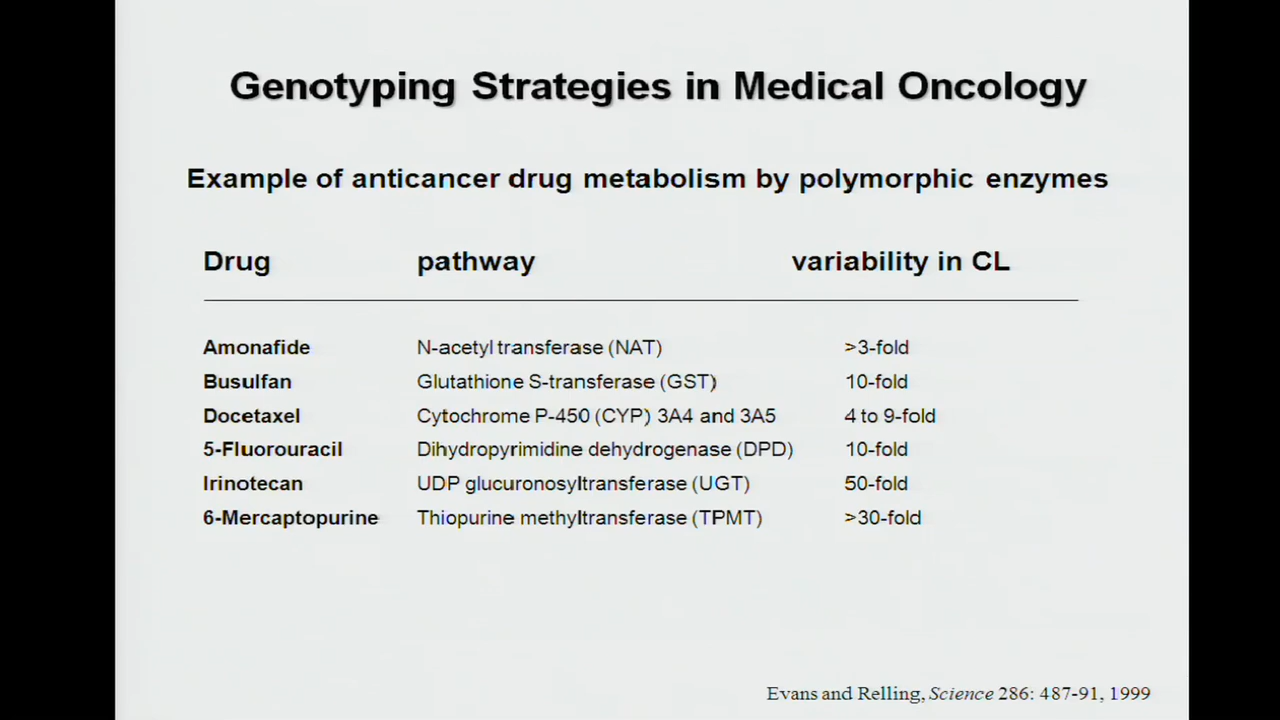 Genotyping Strategies in Medical Oncology
Example of anticancer drug metabolism by polymorphic enzymes
Drug pathway variability in CL
Amonafide N-acetyl transferase (NAT) >3-fold
Busulfan Glutathione S-transferase (GST) 10-fold
Docetaxel Cytochrome P-450 (CYP) 3A4 and 3A5 4 to 9-fold
5-Fluorouracil Dihydropyrimidine dehydrogenase (DPD) 10-fold
Irinotecan UDP glucuronosyltransferase (UGT) 50-fold
6-Mercaptopurine Thiopurine methyltransferase (TPMT) >30-fold
Evans and Relling, Science 286: 487-91, 1999